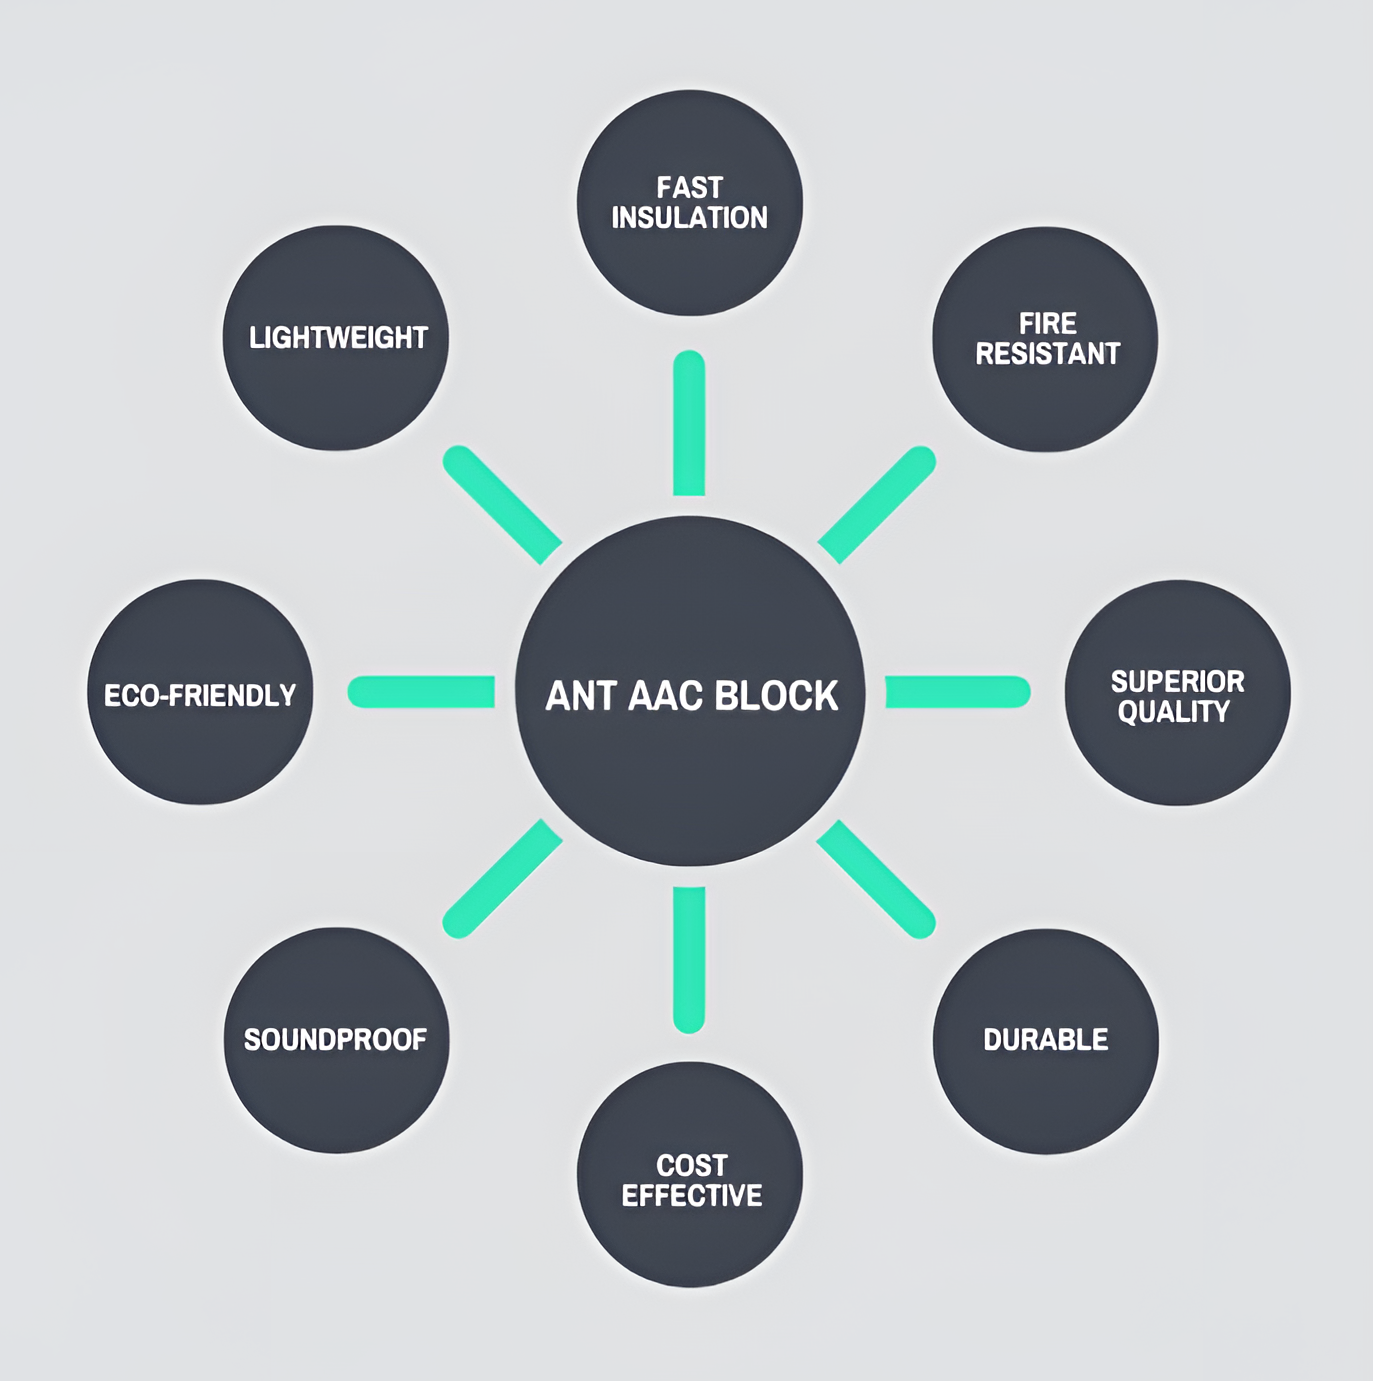 FAST
INSULATION
LIGHTWEIGHT
FIRE
RESISTANT
ECO-FRIENDLY
ANT AAC BLOCK
SUPERIOR
QUALITY
SOUNDPROOF
DURABLE
COST
EFFECTIVE